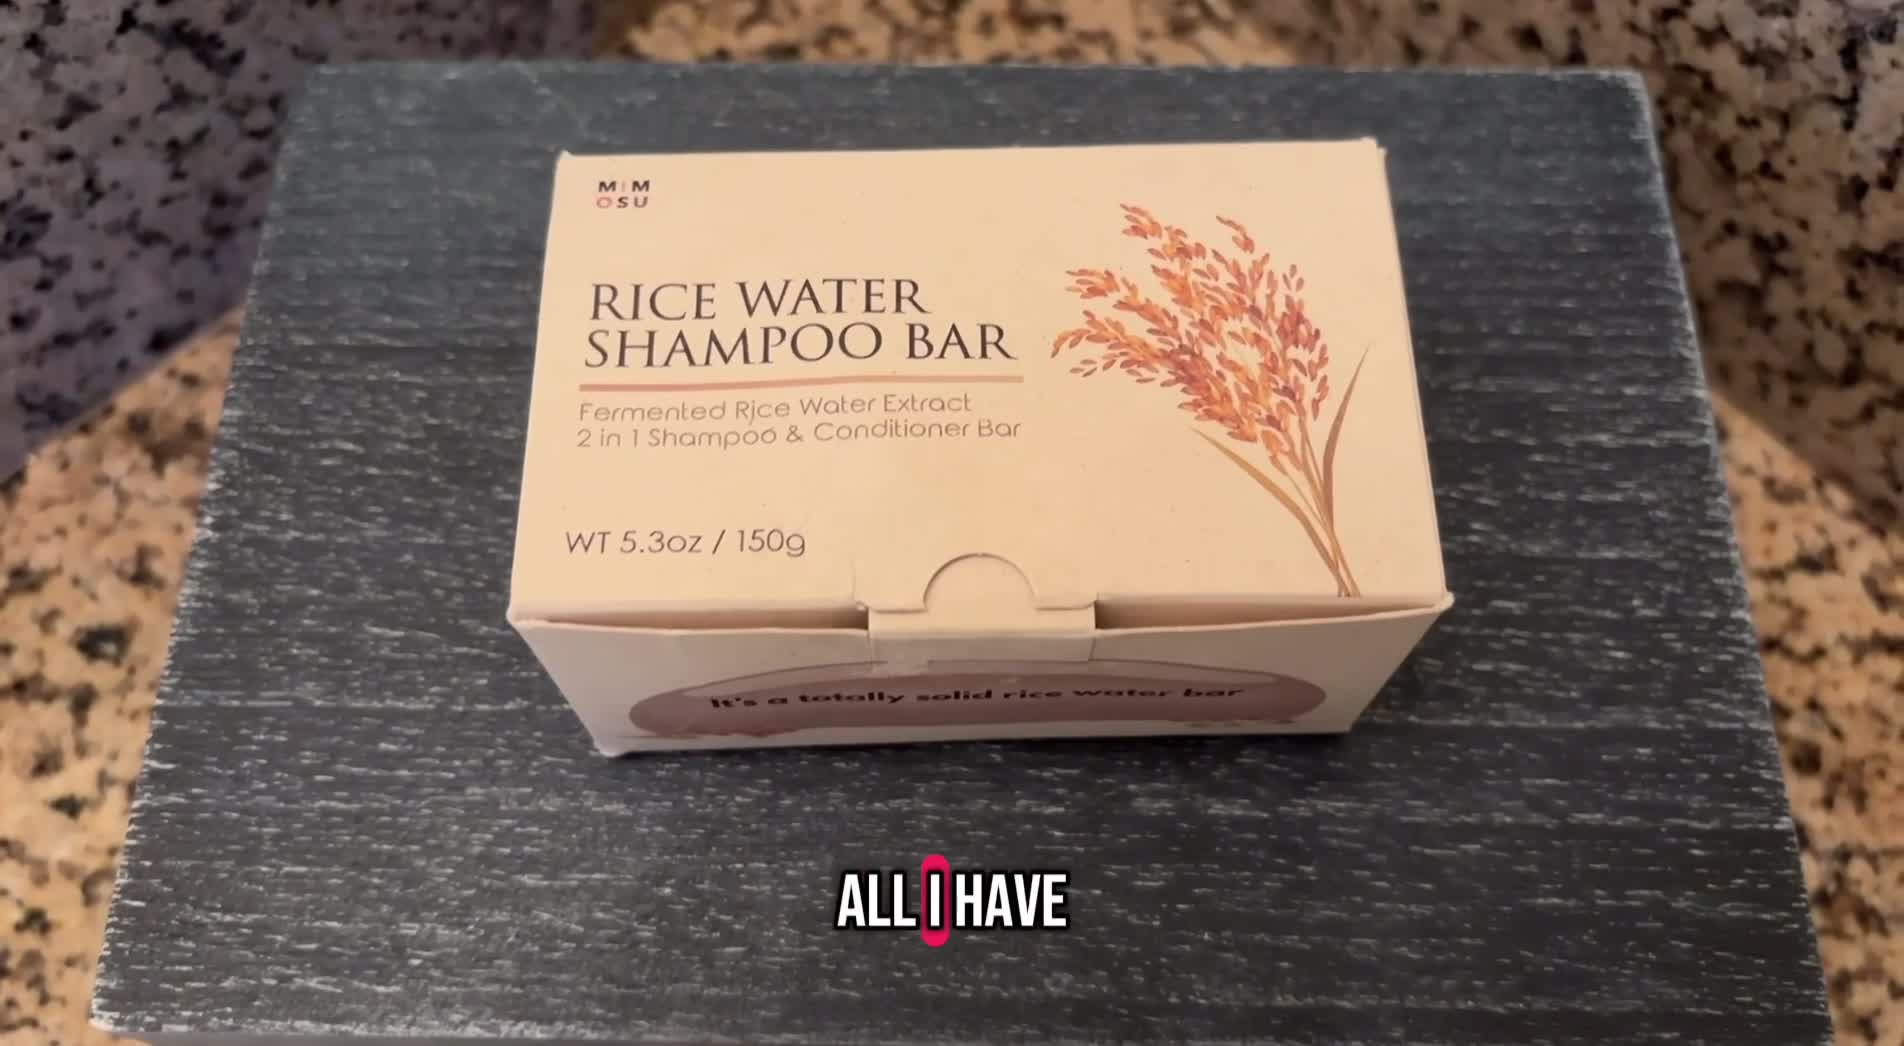 MIM
OSU
RICE WATER
SHAMPOO BAR
Fermented Rice Water Extract
2 in 1 Shampoo & Conditioner Bar
WT 5.3oz / 150g
It's a totally solid rice water bar
ALL I HAVE